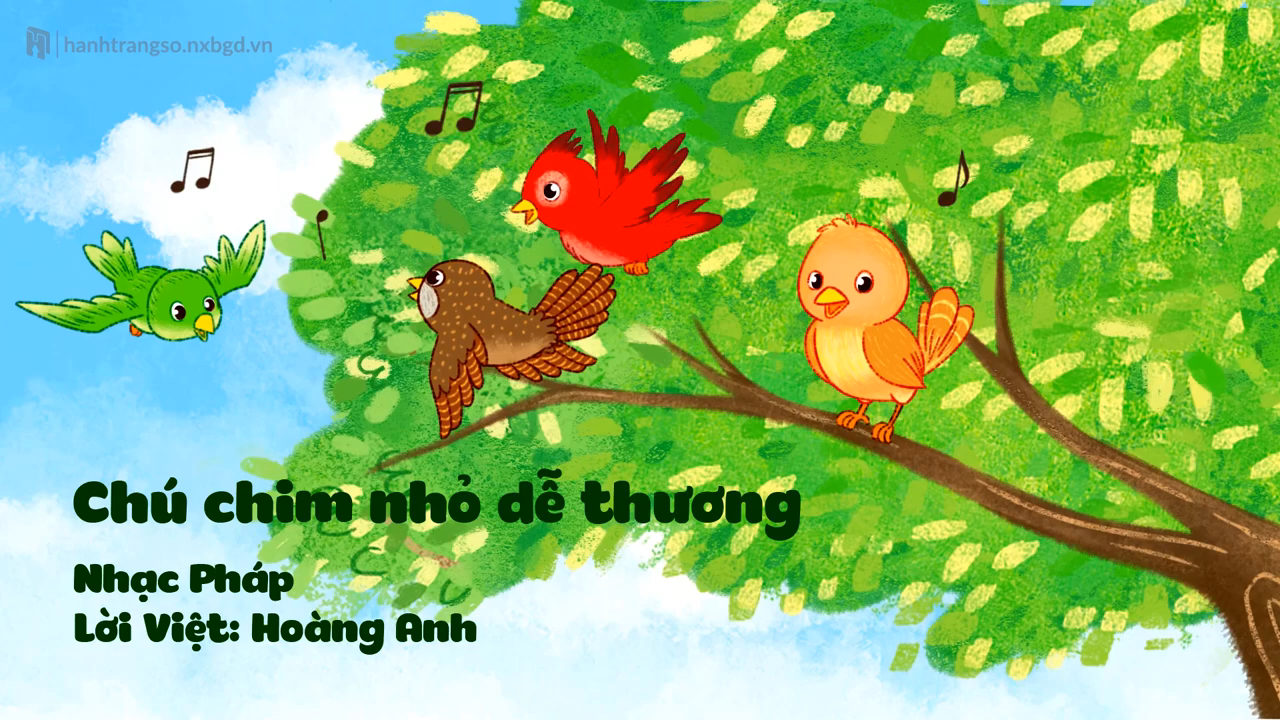 hanhtrangso.nxbgd.vn
Chú chim nhỏ dễ thương
Nhạc Pháp
Lời Việt: Hoàng Anh